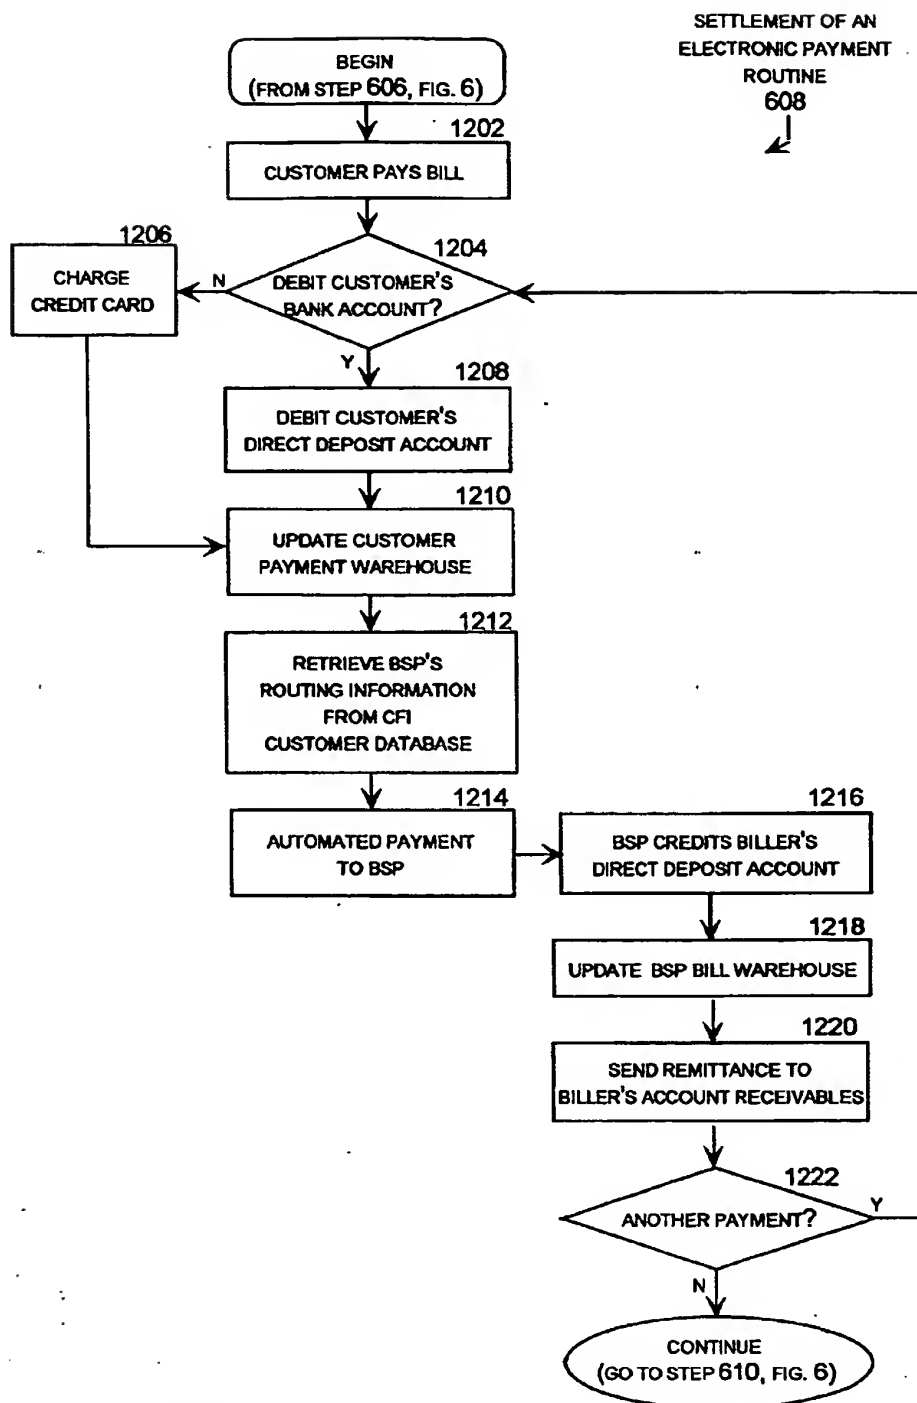 SETTLEMENT OF AN
ELECTRONIC PAYMENT
ROUTINE
608
BEGIN
(FROM STEP 606, FIG. 6)
1202
CUSTOMER PAYS BILL
1204
DEBIT CUSTOMER'S
BANK ACCOUNT?
N
1206
CHARGE
CREDIT CARD
Y
1208
DEBIT CUSTOMER'S
DIRECT DEPOSIT ACCOUNT
1210
UPDATE CUSTOMER
PAYMENT WAREHOUSE
1212
RETRIEVE BSP'S
ROUTING INFORMATION
FROM CFI
CUSTOMER DATABASE
1214
AUTOMATED PAYMENT
TO BSP
1216
BSP CREDITS BILLER'S
DIRECT DEPOSIT ACCOUNT
1218
UPDATE BSP BILL WAREHOUSE
1220
SEND REMITTANCE TO
BILLER'S ACCOUNT RECEIVABLES
1222
ANOTHER PAYMENT?
Y
N
CONTINUE
(GO TO STEP 610, FIG. 6)